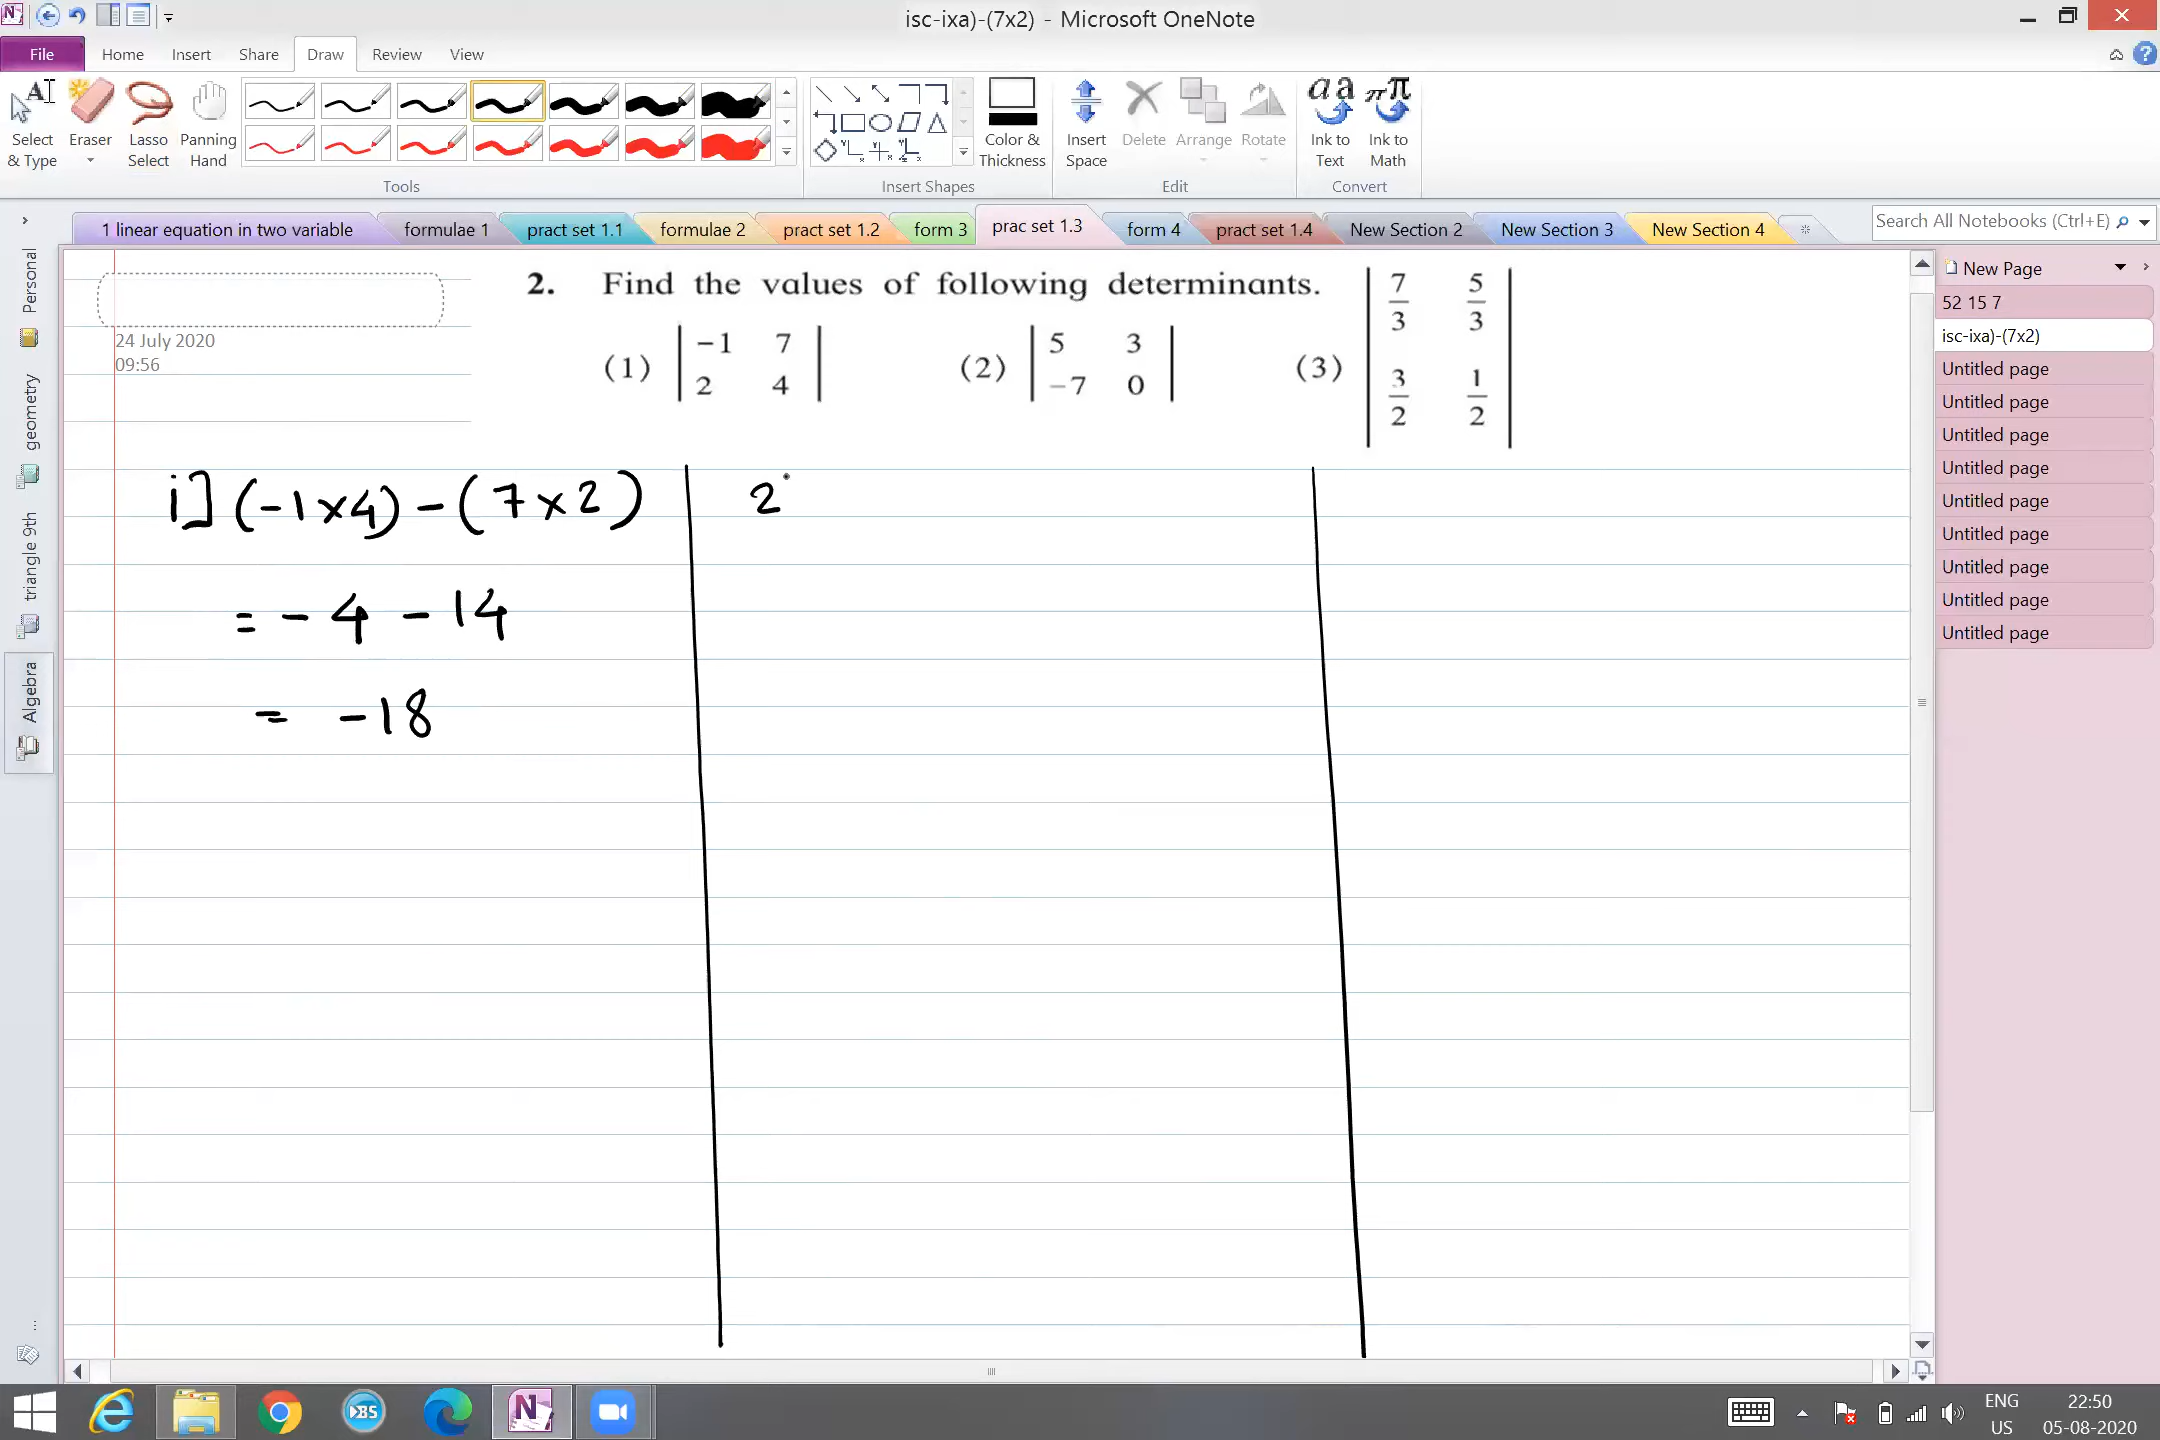 isc-ixa)-(7x2) - Microsoft OneNote
File Home Insert Share Draw Review View
Select & Type
Eraser
Lasso Select
Panning Hand
Color & Thickness
Insert Space
Delete
Arrange
Rotate
Ink to Text
Ink to Math
Tools Insert Shapes Edit Convert
1 linear equation in two variable formulae 1 pract set 1.1 formulae 2 pract set 1.2 form 3 prac set 1.3 form 4 pract set 1.4 New Section 2 New Section 3 New Section 4
Search All Notebooks (Ctrl+E)
Personal
geometry
triangle 9th
Algebra
24 July 2020
09:56
2. Find the values of following determinants.
(1) | -1 7 |
| 2 4 |
(2) | 5 3 |
| -7 0 |
(3) | 7/3 5/3 |
| 3/2 1/2 |
i] (-1×4) - (7×2)
= - 4 - 14
= -18
2
New Page
52 15 7
isc-ixa)-(7x2)
Untitled page
Untitled page
Untitled page
Untitled page
Untitled page
Untitled page
Untitled page
Untitled page
Untitled page
BS
ENG
US
22:50
05-08-2020